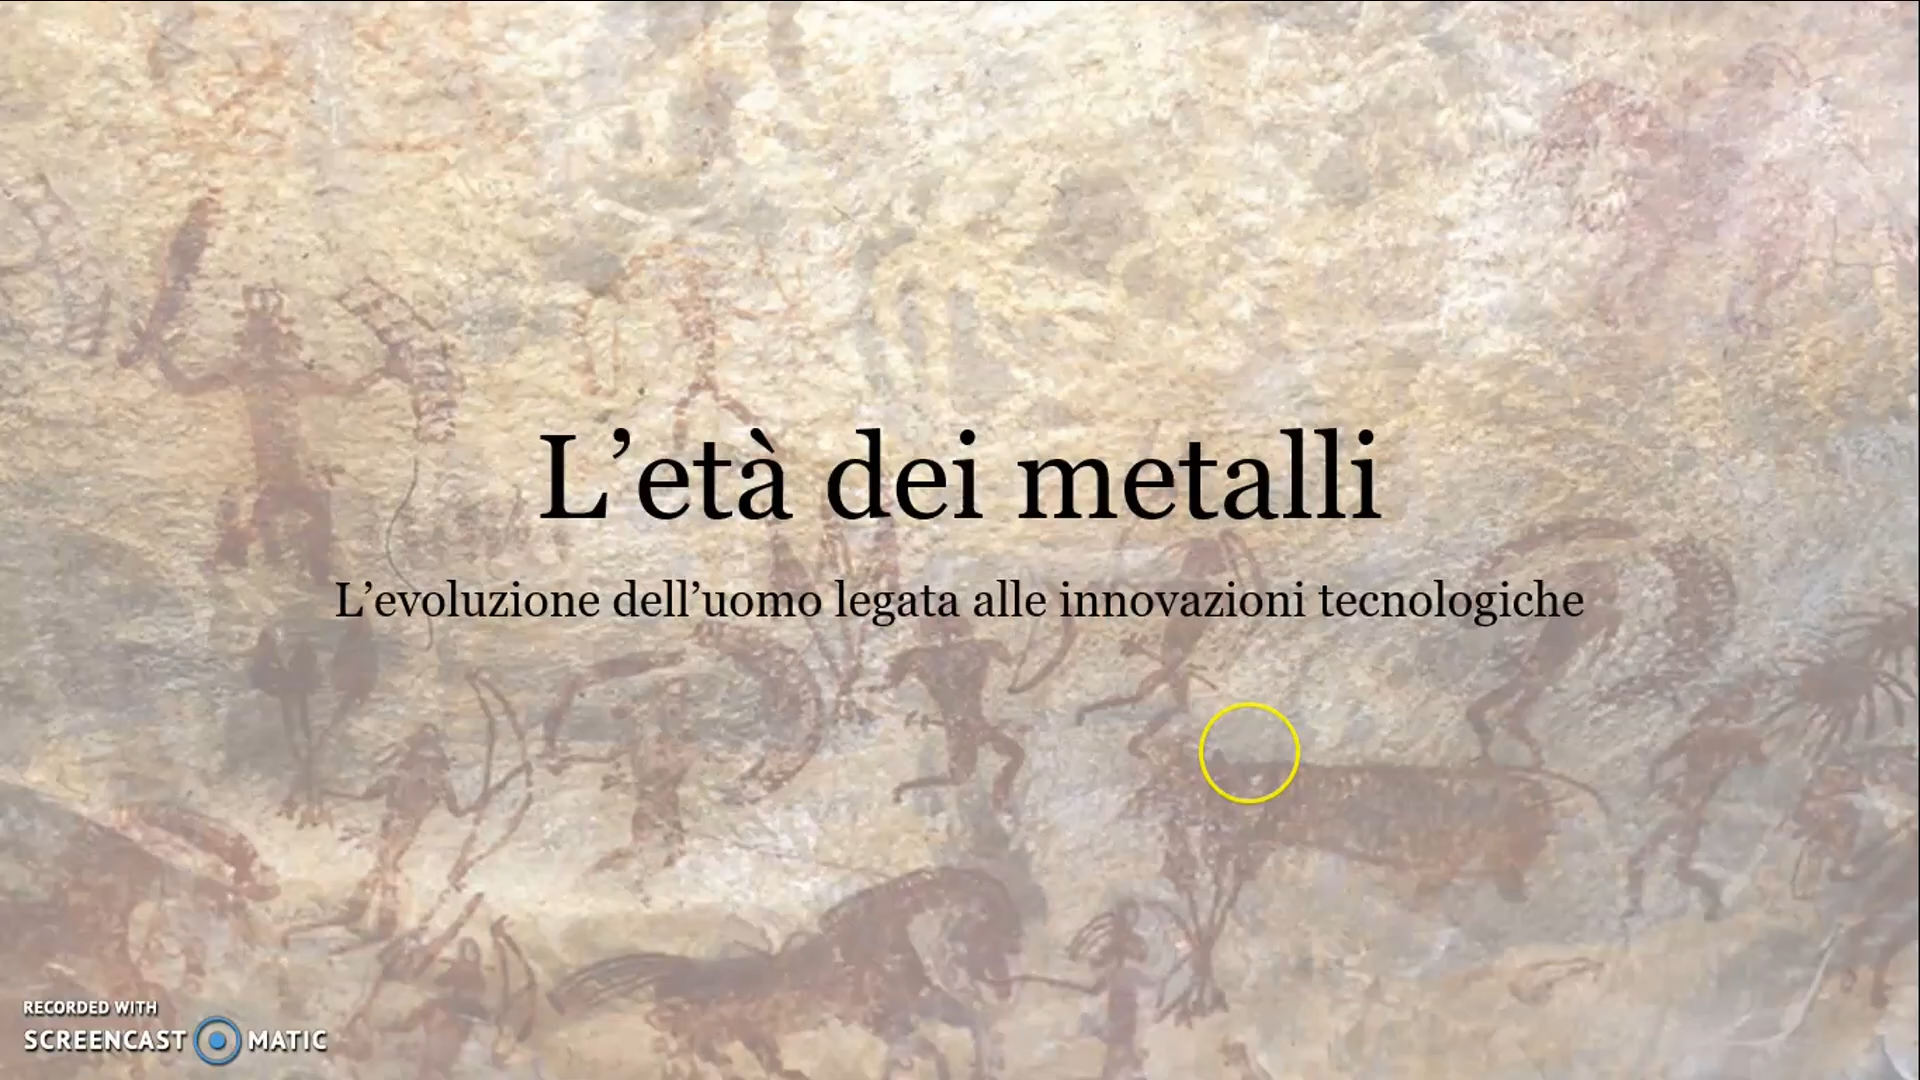 L’età dei metalli
L’evoluzione dell’uomo legata alle innovazioni tecnologiche
RECORDED WITH
SCREENCAST MATIC